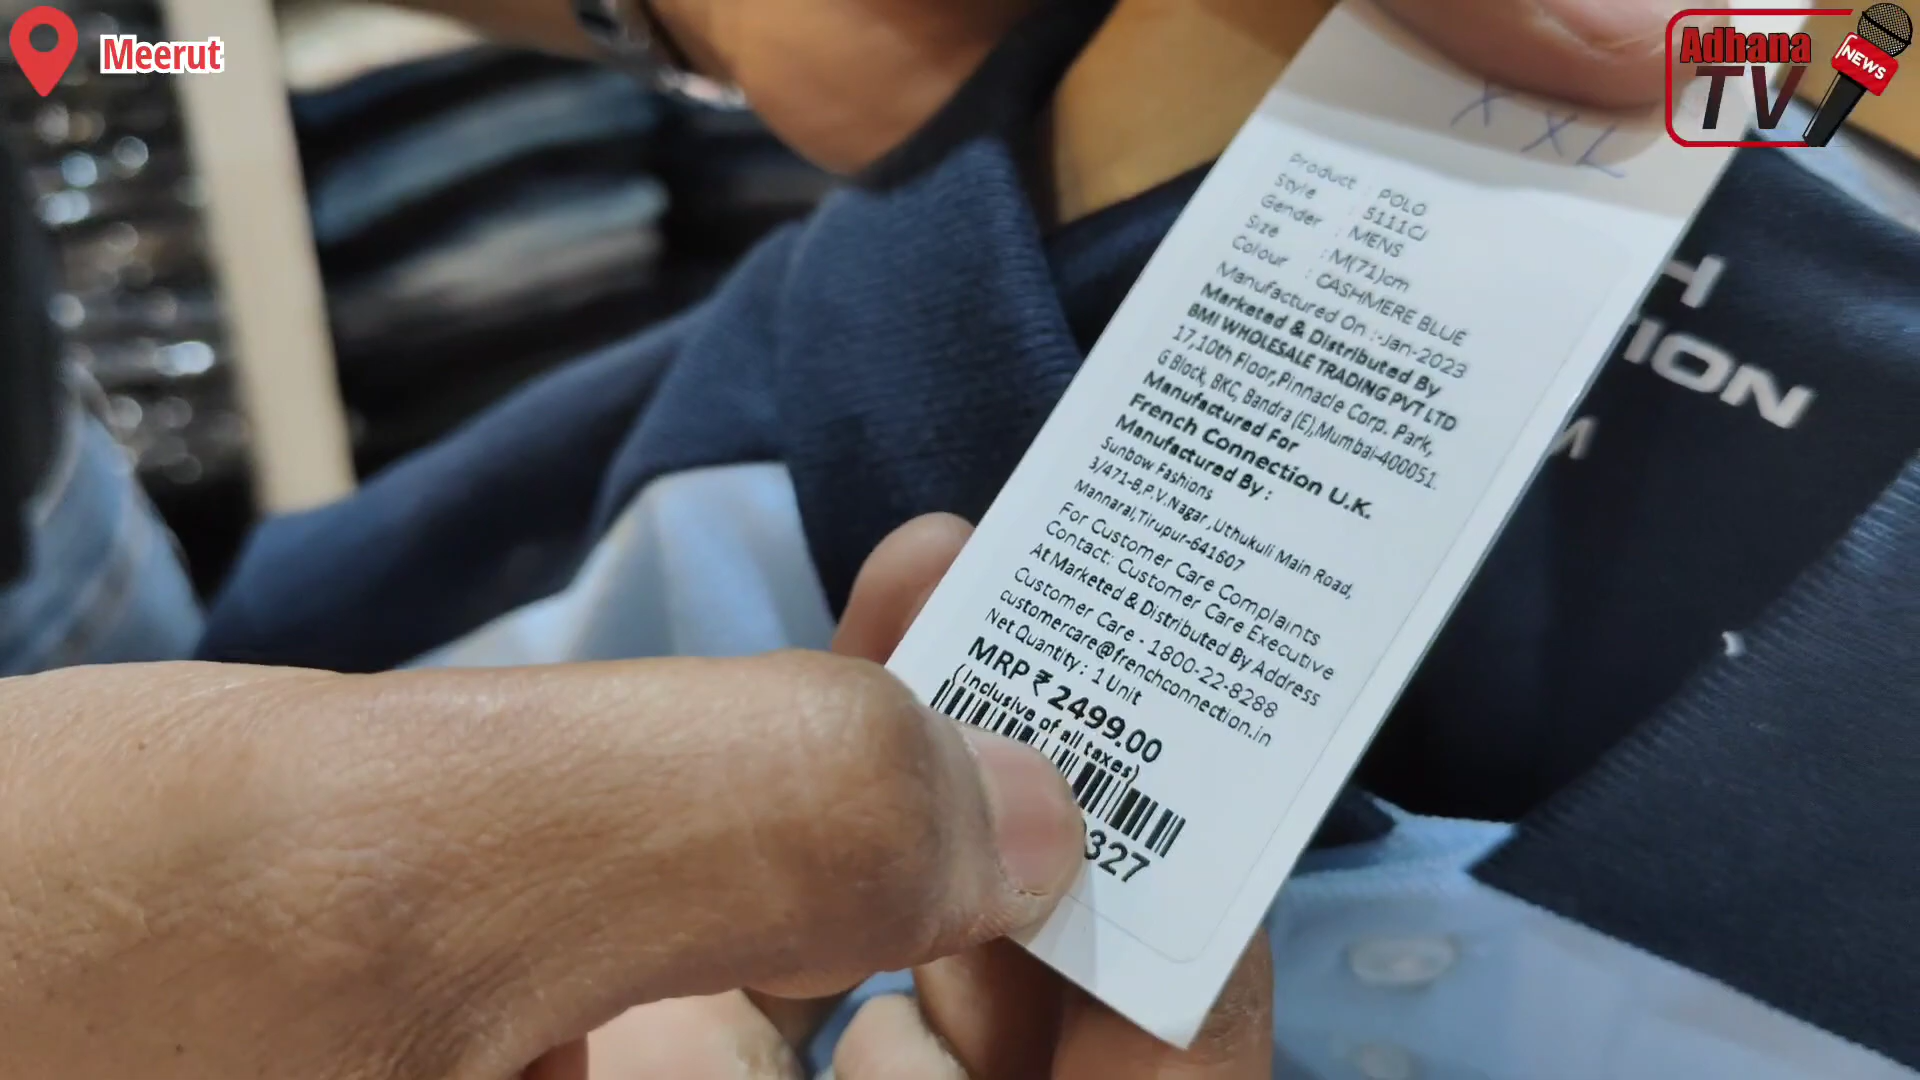 Meerut
Adhana
TV
NEWS
XXL
Product : POLO
Style : 5111CJ
Gender : MENS
Size : M(71)cm
Colour : CASHMERE BLUE
Manufactured On :-Jan-2023
Marketed & Distributed By
BMI WHOLESALE TRADING PVT LTD
17,10th Floor,Pinnacle Corp. Park,
G Block, BKC, Bandra (E),Mumbai-400051.
Manufactured For
French Connection U.K.
Manufactured By :
Sunbow Fashions
3/471-B,P.V.Nagar,Uthukuli Main Road,
Mannarai,Tirupur-641607
For Customer Care Complaints
Contact: Customer Care Executive
At Marketed & Distributed By Address
Customer Care - 1800-22-8288
customercare@frenchconnection.in
Net Quantity : 1 Unit
MRP ₹ 2499.00
(Inclusive of all taxes)
327
H
TION
M